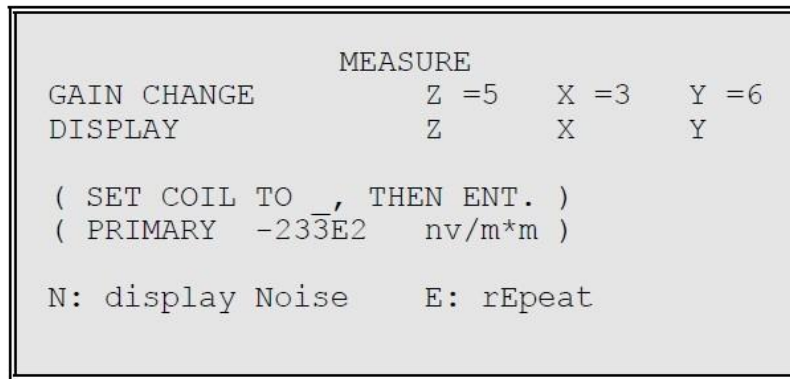 MEASURE
GAIN CHANGE Z =5 X =3 Y =6
DISPLAY Z X Y
( SET COIL TO _, THEN ENT. )
( PRIMARY -233E2 nv/m*m )
N: display Noise E: rEpeat